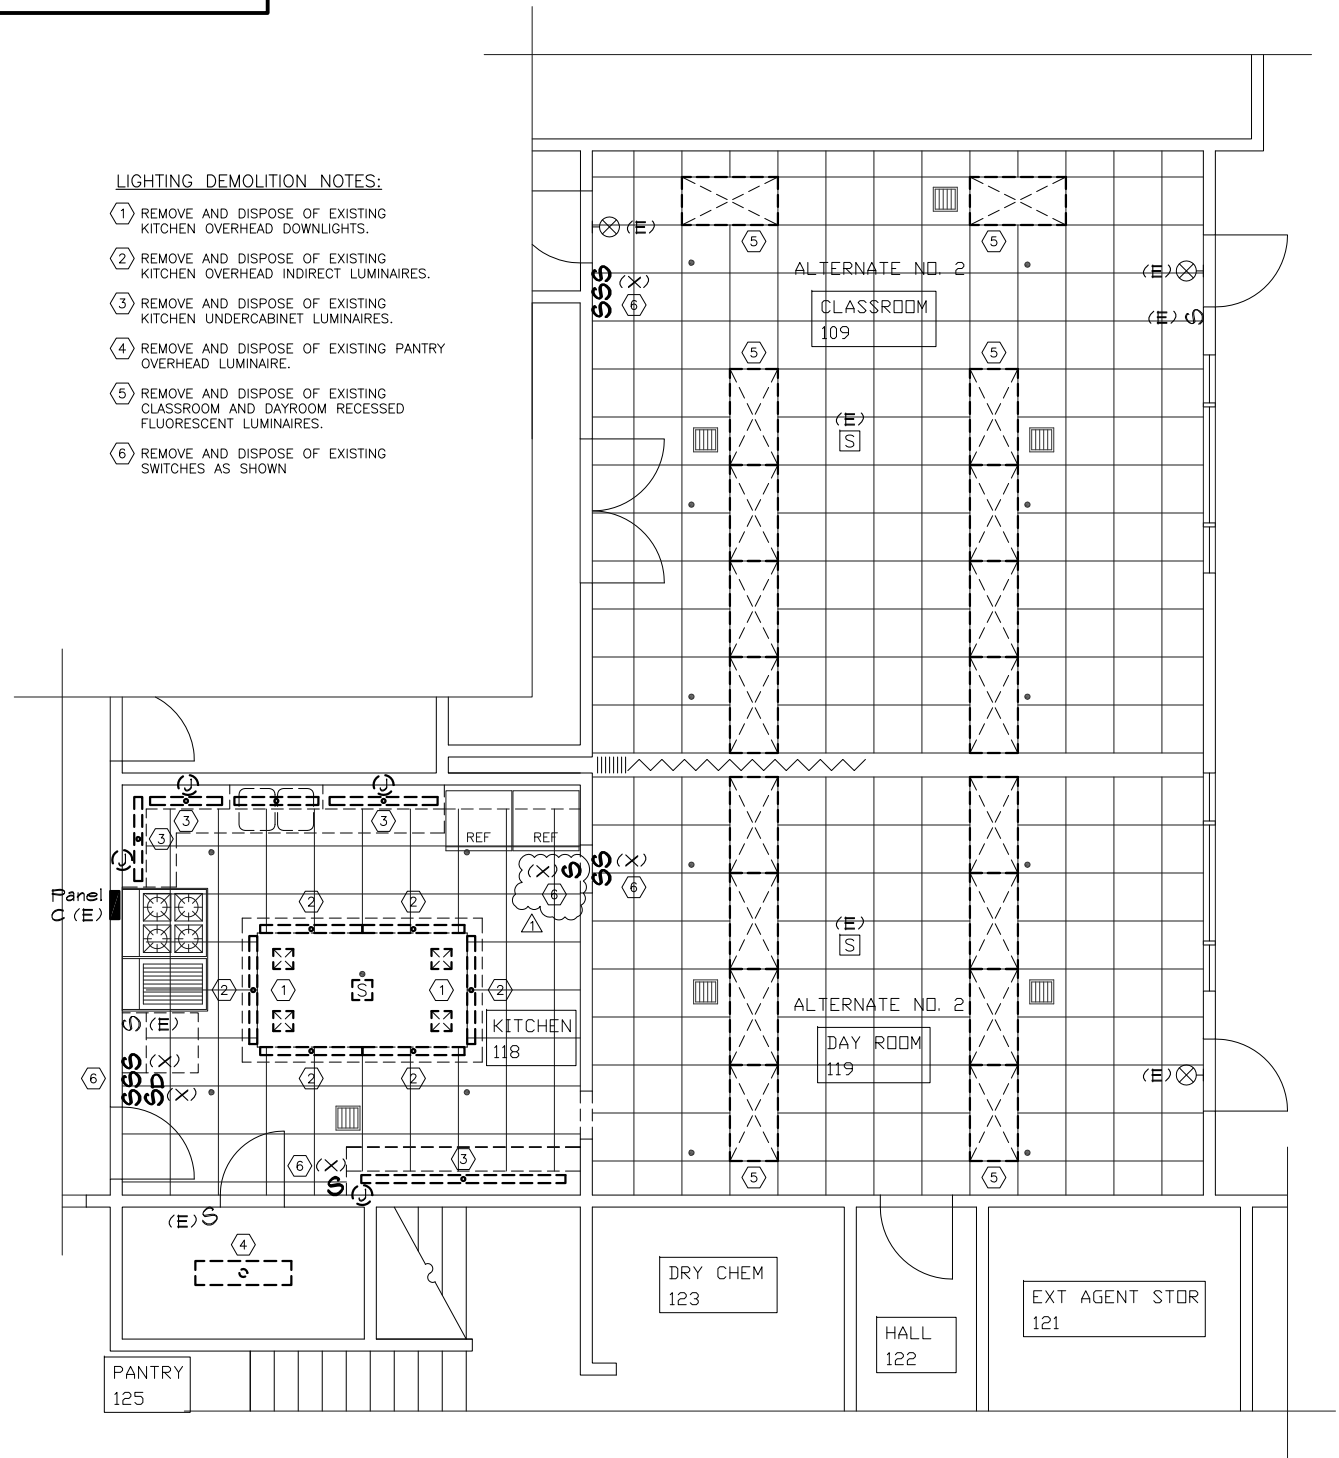 LIGHTING DEMOLITION NOTES:
1 REMOVE AND DISPOSE OF EXISTING
KITCHEN OVERHEAD DOWNLIGHTS.
2 REMOVE AND DISPOSE OF EXISTING
KITCHEN OVERHEAD INDIRECT LUMINAIRES.
3 REMOVE AND DISPOSE OF EXISTING
KITCHEN UNDERCABINET LUMINAIRES.
4 REMOVE AND DISPOSE OF EXISTING PANTRY
OVERHEAD LUMINAIRE.
5 REMOVE AND DISPOSE OF EXISTING
CLASSROOM AND DAYROOM RECESSED
FLUORESCENT LUMINAIRES.
6 REMOVE AND DISPOSE OF EXISTING
SWITCHES AS SHOWN
(E)
5
5
ALTERNATE NO. 2
(E)
SSS (X)
6
CLASSROOM
109
(E) S
5
5
(E)
S
J
J
3
3
3
J
REF
REF
(X) S
6
1
SS (X)
6
Panel
C (E)
2
2
(E)
S
2
1
S
1
2
ALTERNATE NO. 2
S (E)
KITCHEN
118
DAY ROOM
119
6
SSS (X)
SD (X)
2
2
(E)
6 (X)
S
J
3
5
5
(E) S
4
DRY CHEM
123
EXT AGENT STOR
121
HALL
122
PANTRY
125